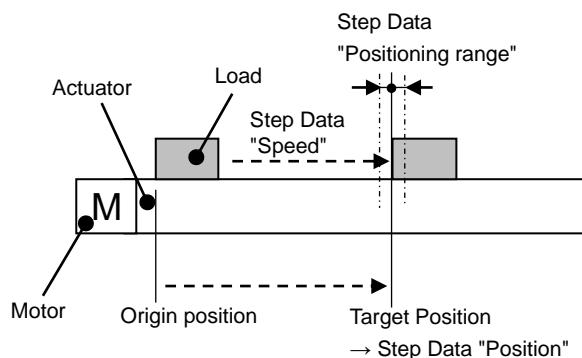 Step Data
"Positioning range"
Actuator
Load
Step Data
"Speed"
M
Motor
Origin position
Target Position
→ Step Data "Position"